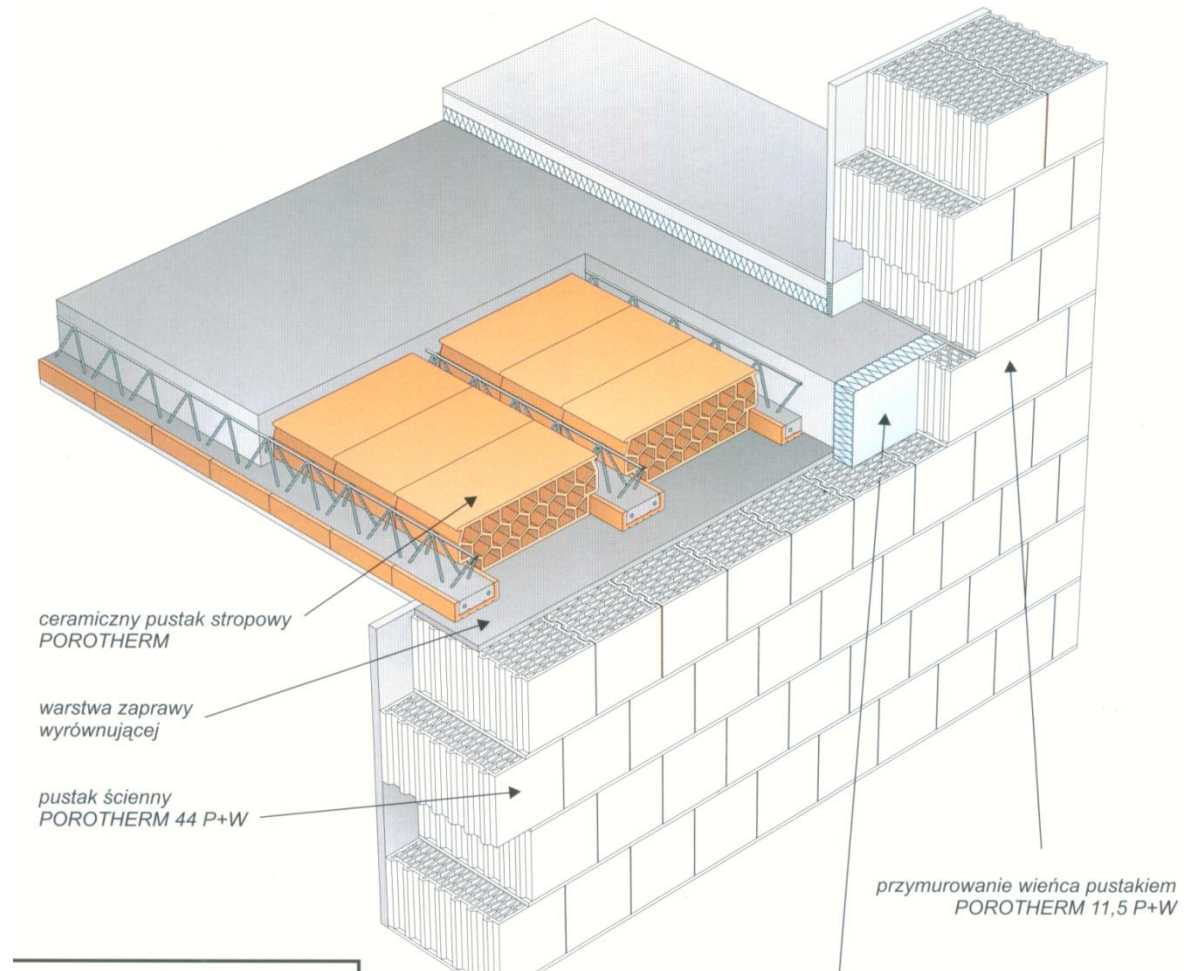 ceramiczny pustak stropowy
POROTHERM
warstwa zaprawy
wyrównującej
pustak ścienny
POROTHERM 44 P+W
przymurowanie wieńca pustakiem
POROTHERM 11,5 P+W